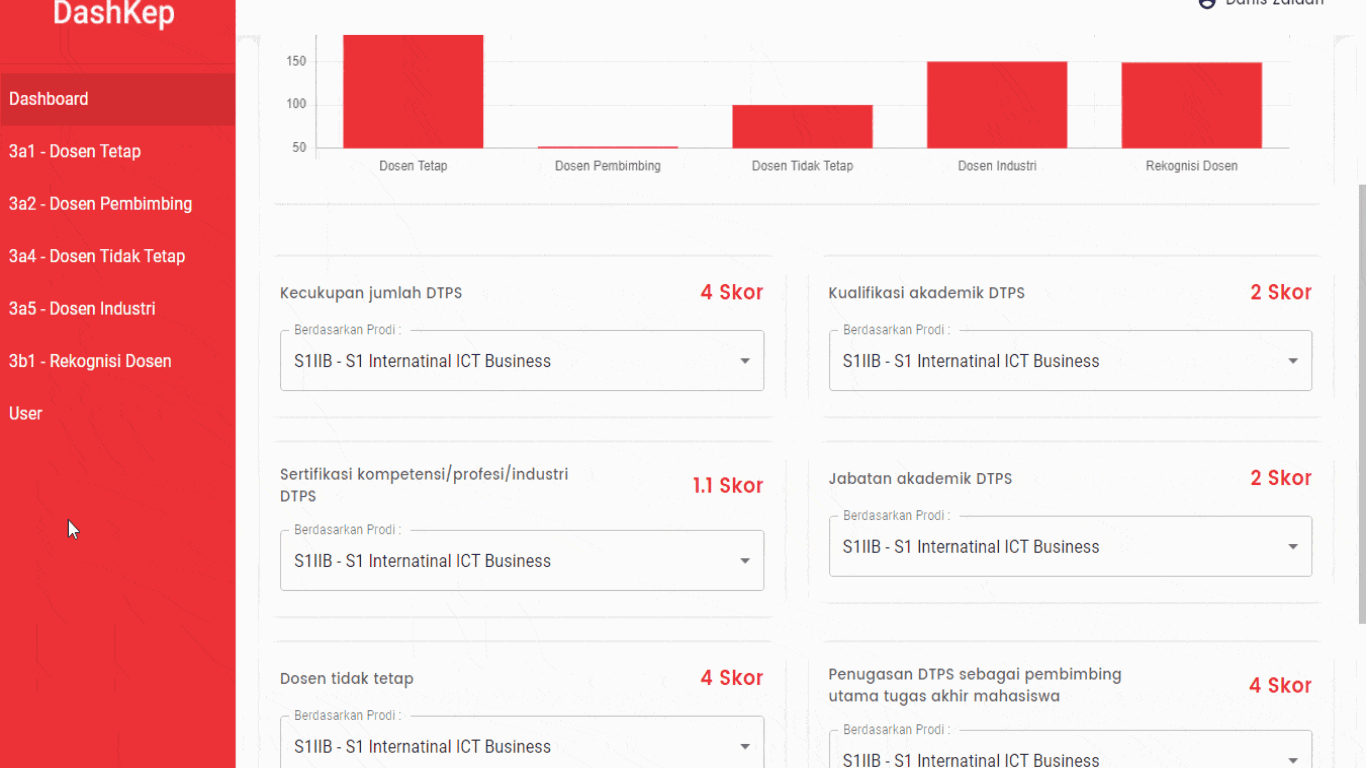 DashKep
Danis Zaidan
Dashboard
3a1 - Dosen Tetap
3a2 - Dosen Pembimbing
3a4 - Dosen Tidak Tetap
3a5 - Dosen Industri
3b1 - Rekognisi Dosen
User
150
100
50
Dosen Tetap
Dosen Pembimbing
Dosen Tidak Tetap
Dosen Industri
Rekognisi Dosen
Kecukupan jumlah DTPS
4 Skor
Berdasarkan Prodi :
S1IIB - S1 Internatinal ICT Business
Kualifikasi akademik DTPS
2 Skor
Berdasarkan Prodi :
S1IIB - S1 Internatinal ICT Business
Sertifikasi kompetensi/profesi/industri
DTPS
1.1 Skor
Berdasarkan Prodi :
S1IIB - S1 Internatinal ICT Business
Jabatan akademik DTPS
2 Skor
Berdasarkan Prodi :
S1IIB - S1 Internatinal ICT Business
Dosen tidak tetap
4 Skor
Berdasarkan Prodi :
S1IIB - S1 Internatinal ICT Business
Penugasan DTPS sebagai pembimbing
utama tugas akhir mahasiswa
4 Skor
Berdasarkan Prodi :
S1IIB - S1 Internatinal ICT Business